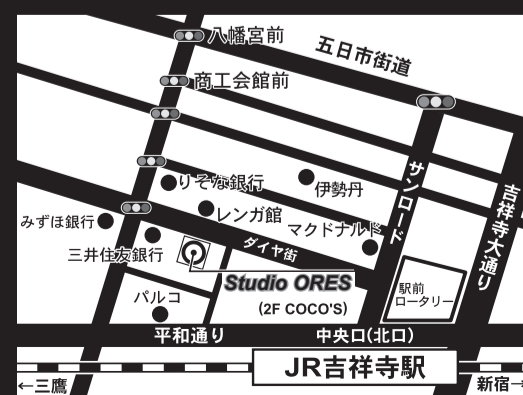 八幡宮前
五日市街道
商工会館前
サンロード
吉祥寺大通り
りそな銀行
伊勢丹
レンガ館
マクドナルド
みずほ銀行
三井住友銀行
ダイヤ街
Studio ORES
(2F COCO'S)
パルコ
駅前
ロータリー
平和通り
中央口(北口)
JR吉祥寺駅
←三鷹
新宿→